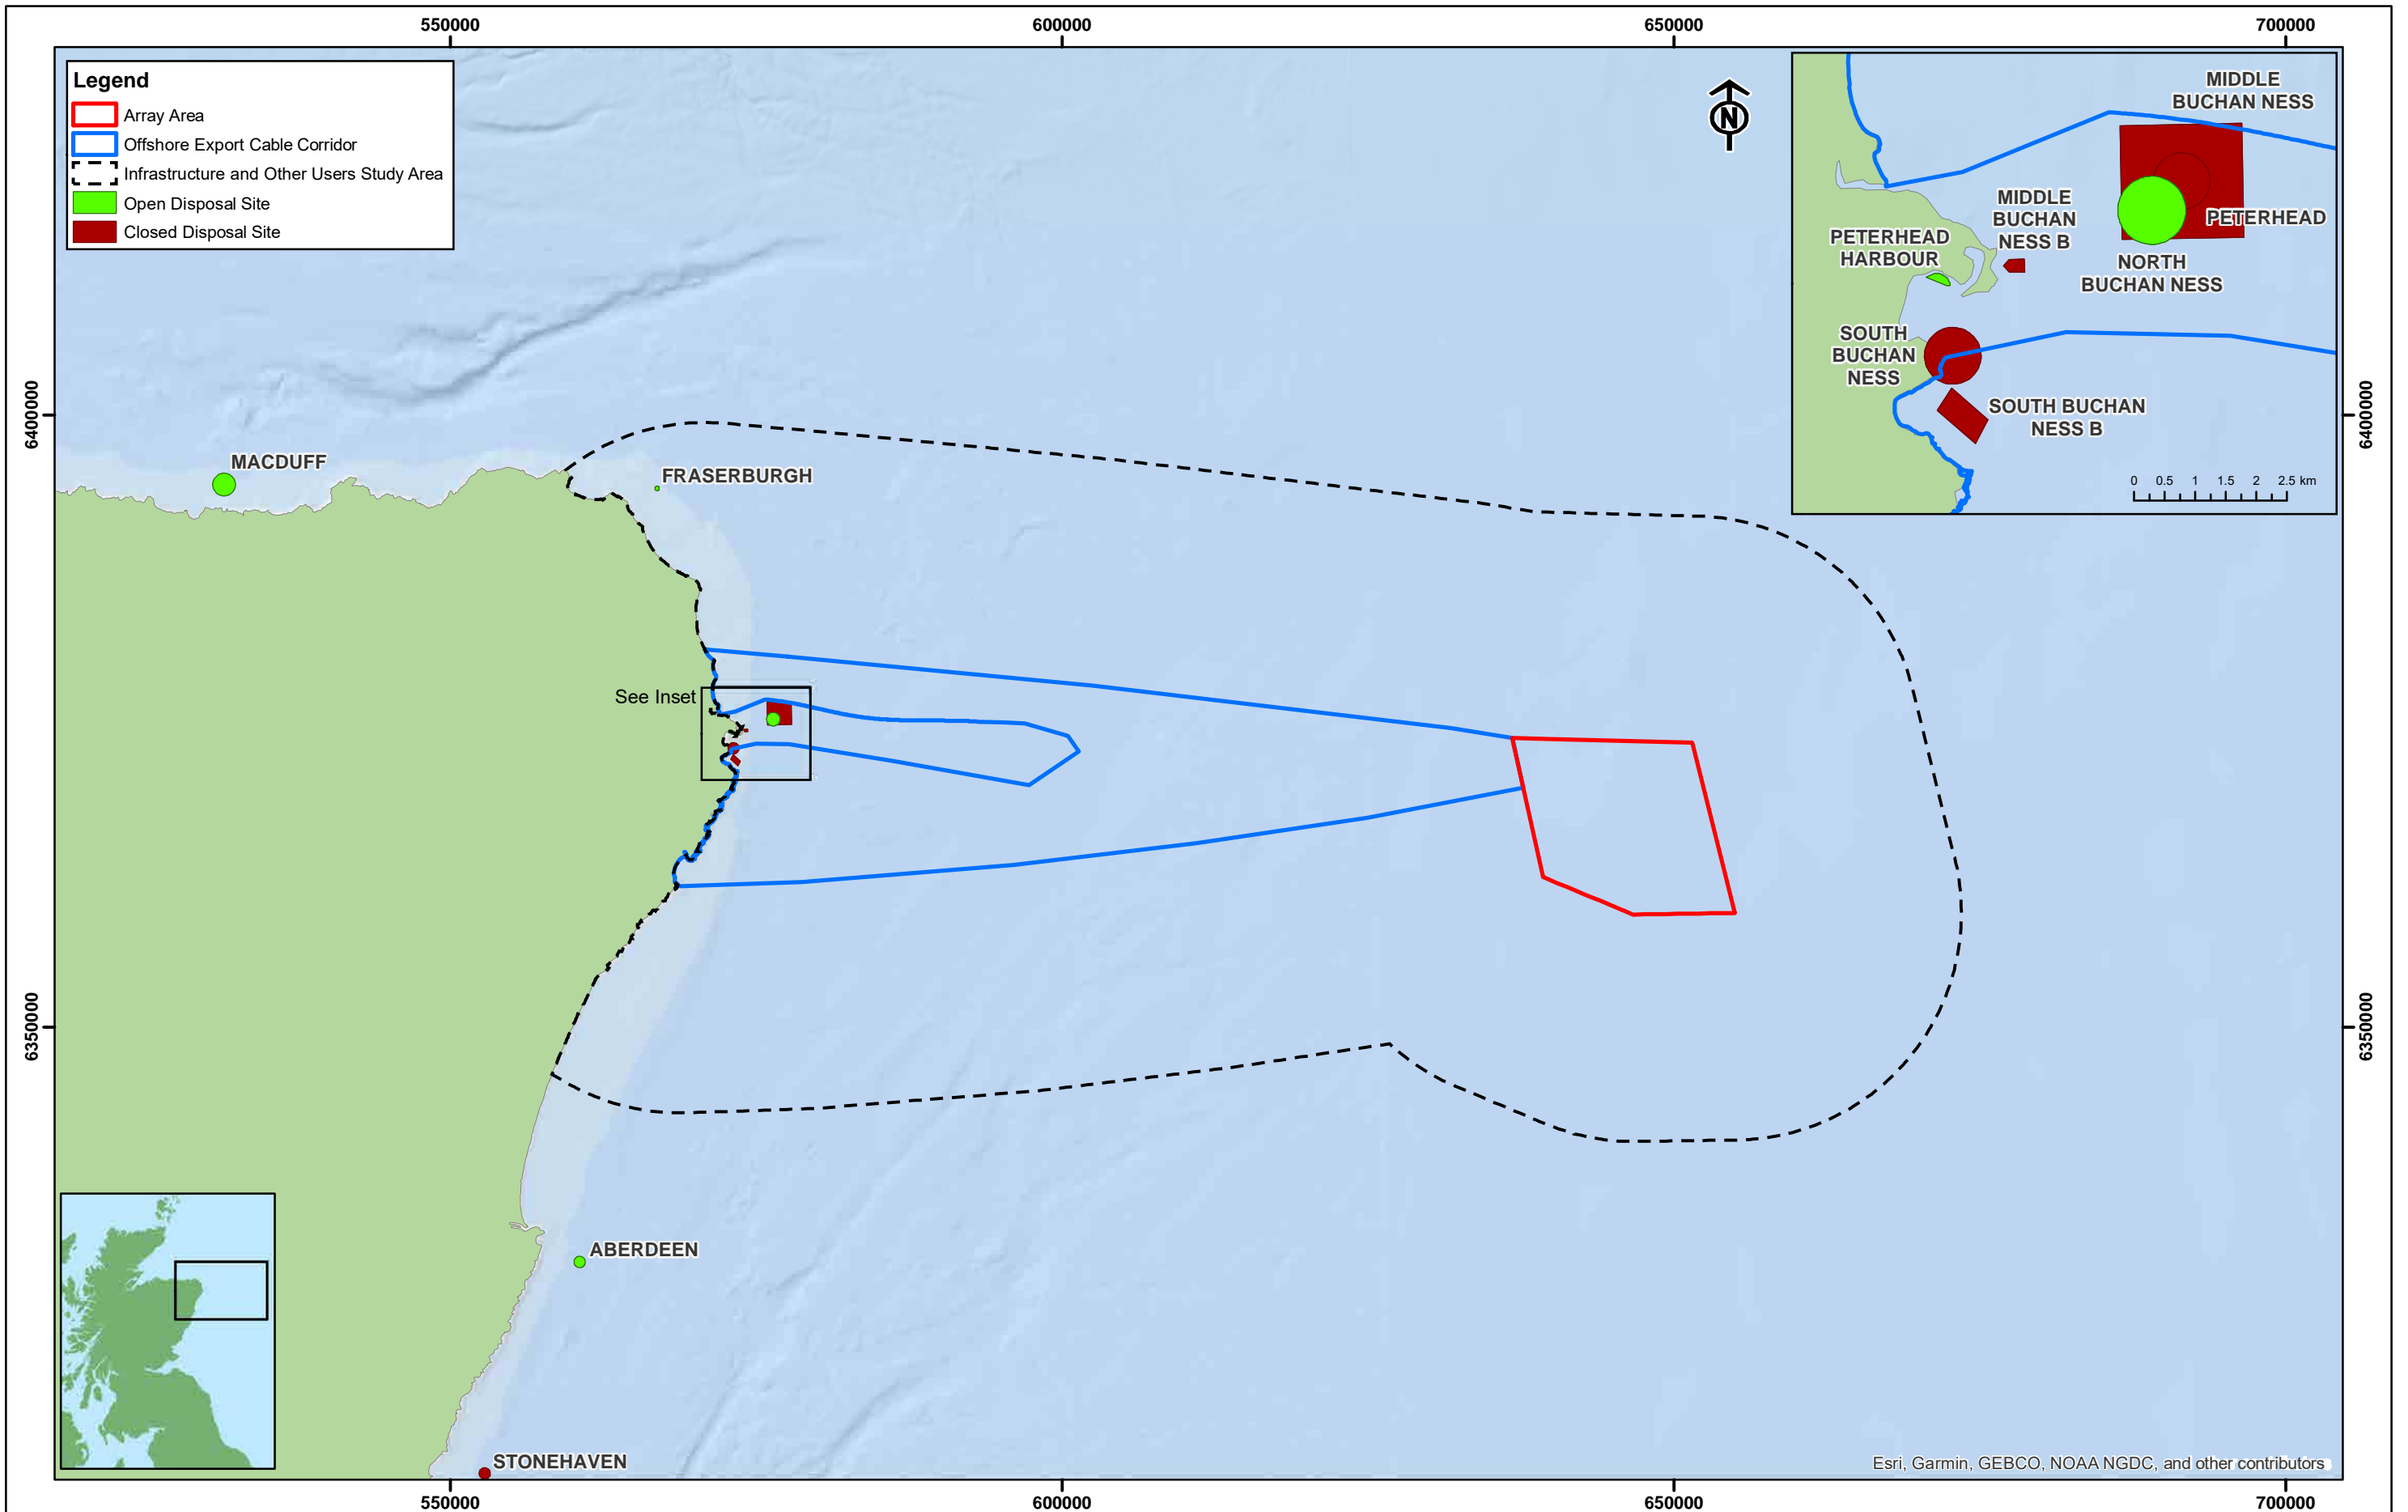 550000
600000
650000
700000
Legend
Array Area
Offshore Export Cable Corridor
Infrastructure and Other Users Study Area
Open Disposal Site
Closed Disposal Site
N
MIDDLE
BUCHAN NESS
MIDDLE
BUCHAN
NESS B
PETERHEAD
PETERHEAD
HARBOUR
NORTH
BUCHAN NESS
SOUTH
BUCHAN
NESS
SOUTH BUCHAN
NESS B
0 0.5 1 1.5 2 2.5 km
6400000
6400000
MACDUFF
FRASERBURGH
See Inset
6350000
6350000
ABERDEEN
STONEHAVEN
Esri, Garmin, GEBCO, NOAA NGDC, and other contributors
550000
600000
650000
700000